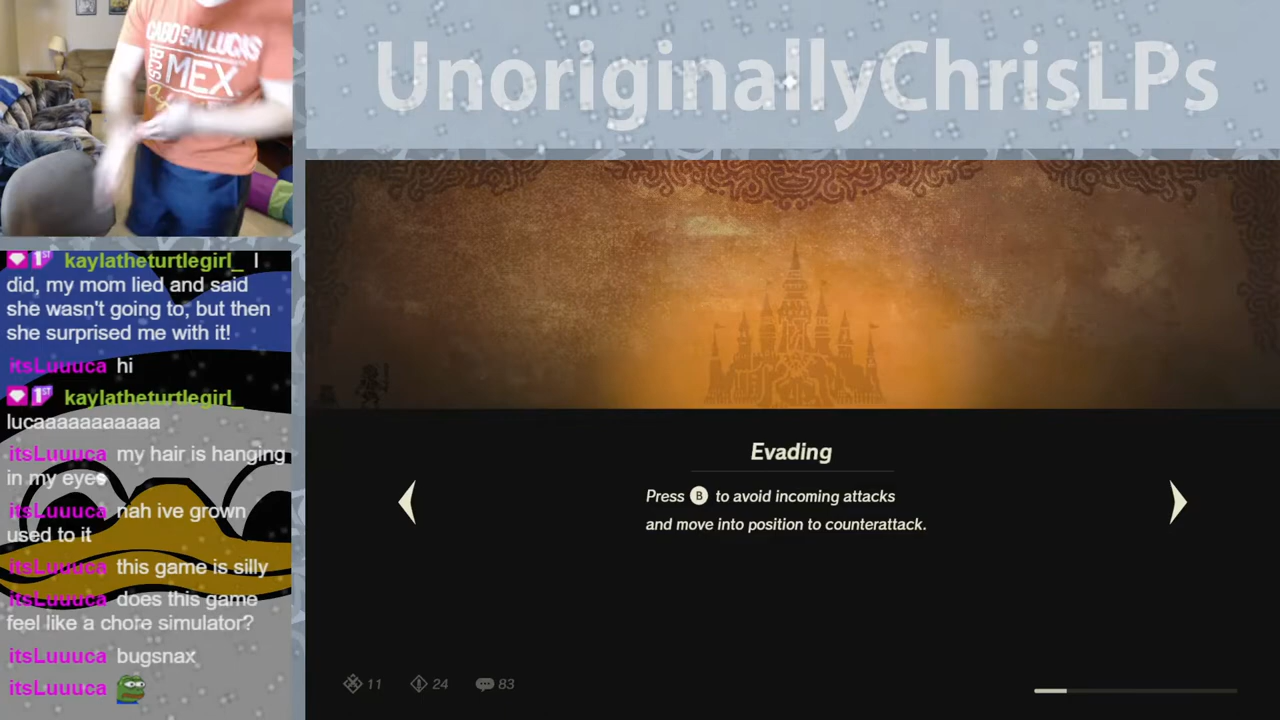 CABO SAN LUCAS
BCS
MEX.
UnoriginallyChrisLPs
1ST kaylatheturtlegirl_ I
did, my mom lied and said
she wasn't going to, but then
she surprised me with it!
itsLuuuca hi
1ST kaylatheturtlegirl_
lucaaaaaaaaaaa
itsLuuuca my hair is hanging
in my eyes
itsLuuuca nah ive grown
used to it
itsLuuuca this game is silly
itsLuuuca does this game
feel like a chore simulator?
itsLuuuca bugsnax
itsLuuuca
Evading
Press B to avoid incoming attacks
and move into position to counterattack.
11 24 83